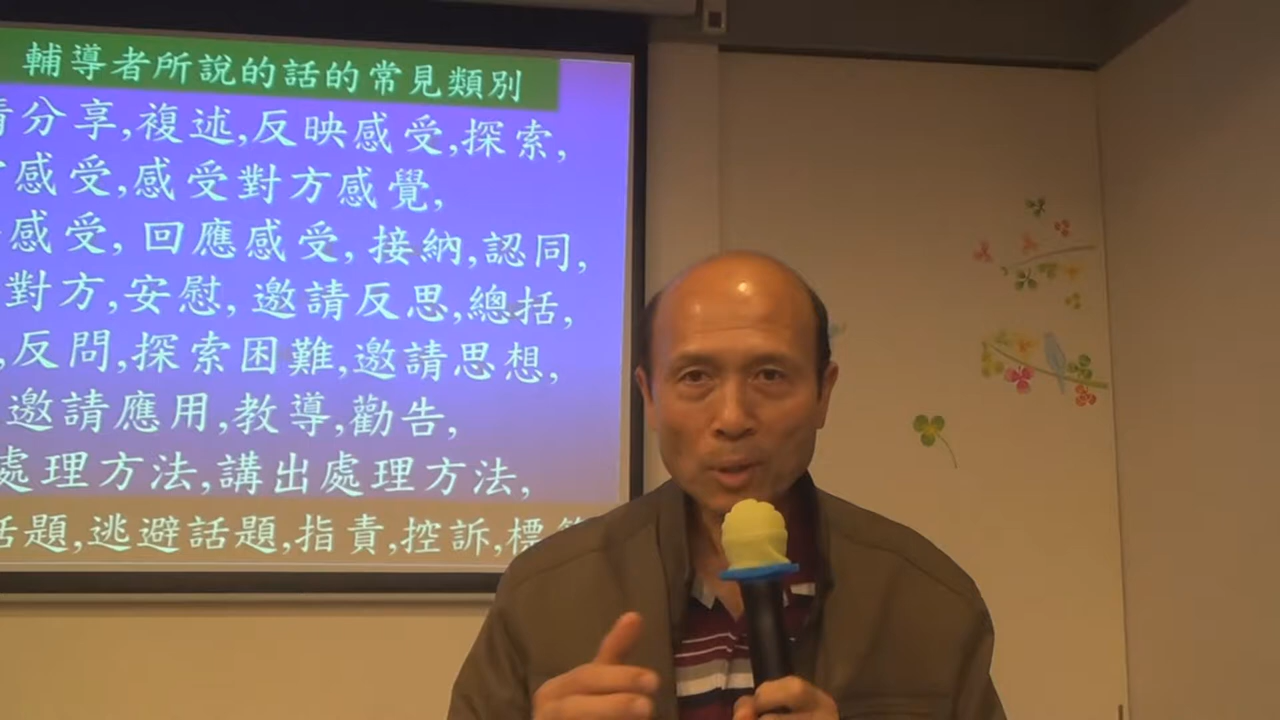 輔導者所說的話的常見類別
分享,複述,反映感受,探索,
感受,感受對方感覺,
感受, 回應感受, 接納,認同,
對方,安慰, 邀請反思,總括,
,反問,探索困難,邀請思想,
邀請應用,教導,勸告,
處理方法,講出處理方法,
話題,逃避話題,指責,控訴,標